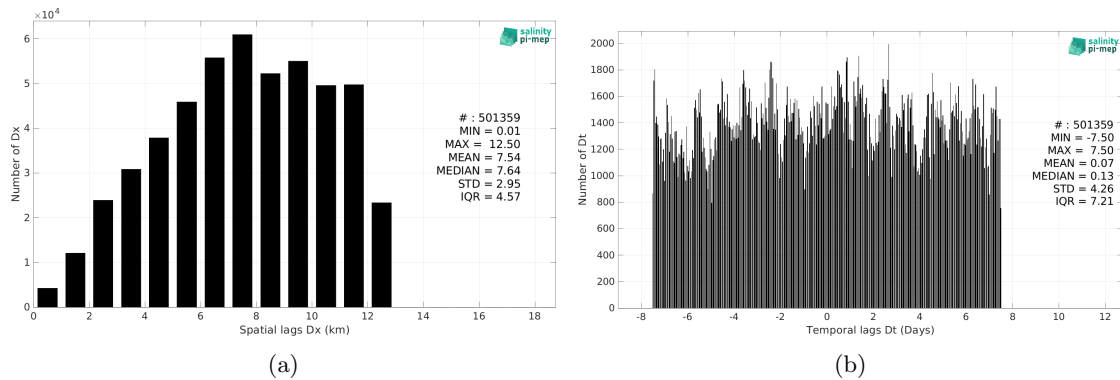 ×10⁴
6
5
4
3
2
1
0
Number of Dx
0 2 4 6 8 10 12 14 16 18
Spatial lags Dx (km)
salinity
pi-mep
# : 501359
MIN = 0.01
MAX = 12.50
MEAN = 7.54
MEDIAN = 7.64
STD = 2.95
IQR = 4.57
(a)
2000
1800
1600
1400
1200
1000
800
600
400
200
0
Number of Dt
-8 -6 -4 -2 0 2 4 6 8 10 12
Temporal lags Dt (Days)
salinity
pi-mep
# : 501359
MIN = -7.50
MAX = 7.50
MEAN = 0.07
MEDIAN = 0.13
STD = 4.26
IQR = 7.21
(b)